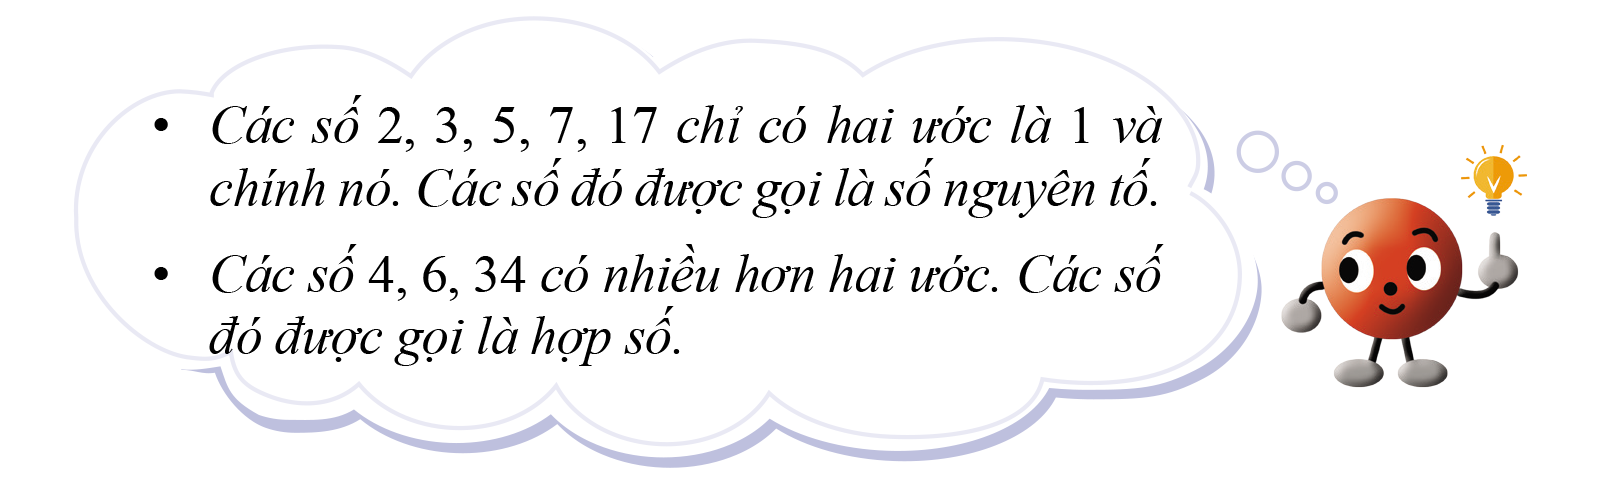 • Các số 2, 3, 5, 7, 17 chỉ có hai ước là 1 và
chính nó. Các số đó được gọi là số nguyên tố.
• Các số 4, 6, 34 có nhiều hơn hai ước. Các số
đó được gọi là hợp số.